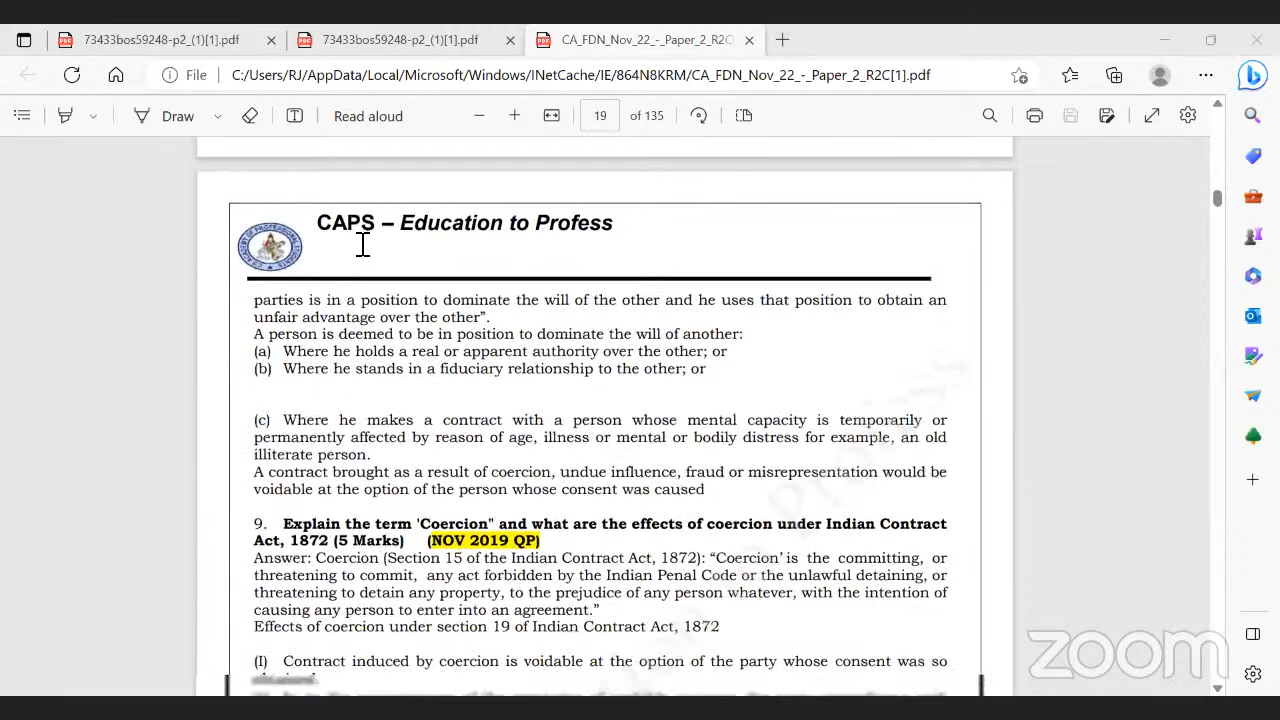 73433bos59248-p2_(1)[1].pdf
73433bos59248-p2_(1)[1].pdf
CA_FDN_Nov_22_-_Paper_2_R2C[
File
C:/Users/RJ/AppData/Local/Microsoft/Windows/INetCache/IE/864N8KRM/CA_FDN_Nov_22_-_Paper_2_R2C[1].pdf
Draw
Read aloud
19 of 135
CAPS – Education to Profess
parties is in a position to dominate the will of the other and he uses that position to obtain an
unfair advantage over the other”.
A person is deemed to be in position to dominate the will of another:
(a) Where he holds a real or apparent authority over the other; or
(b) Where he stands in a fiduciary relationship to the other; or
(c) Where he makes a contract with a person whose mental capacity is temporarily or
permanently affected by reason of age, illness or mental or bodily distress for example, an old
illiterate person.
A contract brought as a result of coercion, undue influence, fraud or misrepresentation would be
voidable at the option of the person whose consent was caused
9. Explain the term 'Coercion" and what are the effects of coercion under Indian Contract
Act, 1872 (5 Marks) (NOV 2019 QP)
Answer: Coercion (Section 15 of the Indian Contract Act, 1872): “Coercion’ is the committing, or
threatening to commit, any act forbidden by the Indian Penal Code or the unlawful detaining, or
threatening to detain any property, to the prejudice of any person whatever, with the intention of
causing any person to enter into an agreement.”
Effects of coercion under section 19 of Indian Contract Act, 1872
(I) Contract induced by coercion is voidable at the option of the party whose consent was so
zoom